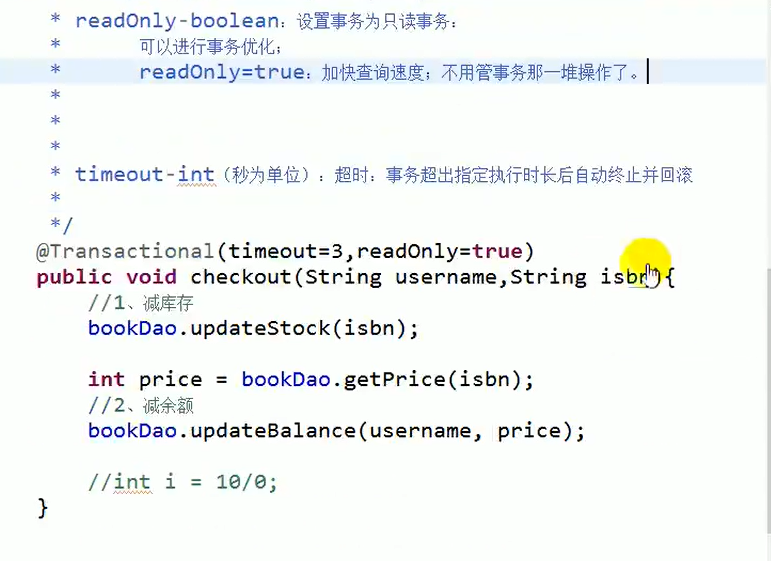 * readOnly-boolean：设置事务为只读事务：
* 可以进行事务优化；
* readOnly=true：加快查询速度；不用管事务那一堆操作了。
*
*
*
* timeout-int（秒为单位）：超时：事务超出指定执行时长后自动终止并回滚
*
*/
@Transactional(timeout=3,readOnly=true)
public void checkout(String username,String isbn){
//1、减库存
bookDao.updateStock(isbn);
int price = bookDao.getPrice(isbn);
//2、减余额
bookDao.updateBalance(username, price);
//int i = 10/0;
}